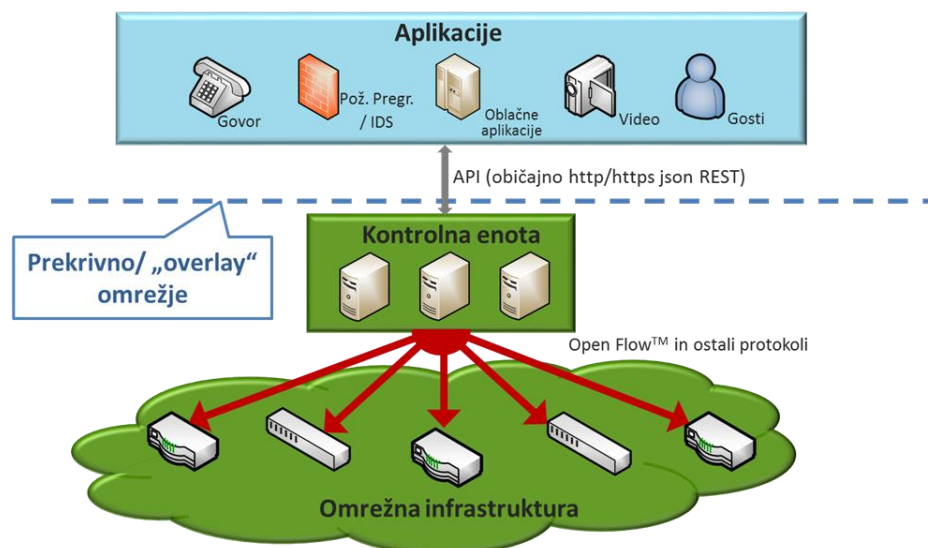 Aplikacije
Govor
Pož. Pregr.
/ IDS
Oblačne
aplikacije
Video
Gosti
API (običajno http/https json REST)
Kontrolna enota
Prekrivno/ „overlay“
omrežje
Open Flow™ in ostali protokoli
Omrežna infrastruktura